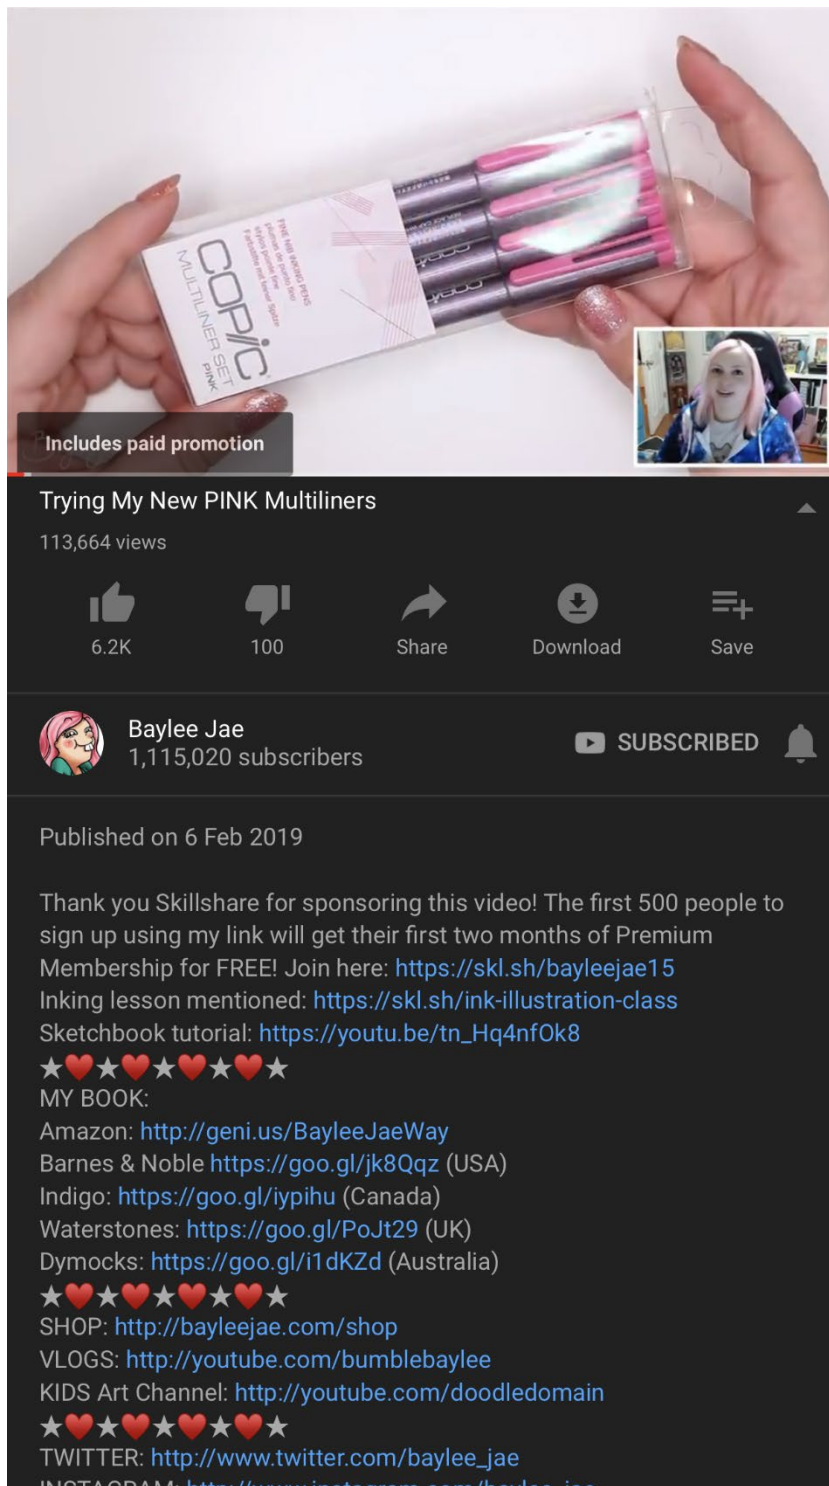 COPIC
MULTILINER SET
PINK
FINE NIB INKING PENS
Includes paid promotion
Trying My New PINK Multiliners
113,664 views
6.2K
100
Share
Download
Save
Baylee Jae
1,115,020 subscribers
SUBSCRIBED
Published on 6 Feb 2019
Thank you Skillshare for sponsoring this video! The first 500 people to
sign up using my link will get their first two months of Premium
Membership for FREE! Join here: https://skl.sh/bayleejae15
Inking lesson mentioned: https://skl.sh/ink-illustration-class
Sketchbook tutorial: https://youtu.be/tn_Hq4nfOk8
★♥★♥★♥★♥★
MY BOOK:
Amazon: http://geni.us/BayleeJaeWay
Barnes & Noble https://goo.gl/jk8Qqz (USA)
Indigo: https://goo.gl/iypihu (Canada)
Waterstones: https://goo.gl/PoJt29 (UK)
Dymocks: https://goo.gl/i1dKZd (Australia)
★♥★♥★♥★♥★
SHOP: http://bayleejae.com/shop
VLOGS: http://youtube.com/bumblebaylee
KIDS Art Channel: http://youtube.com/doodledomain
★♥★♥★♥★♥★
TWITTER: http://www.twitter.com/baylee_jae